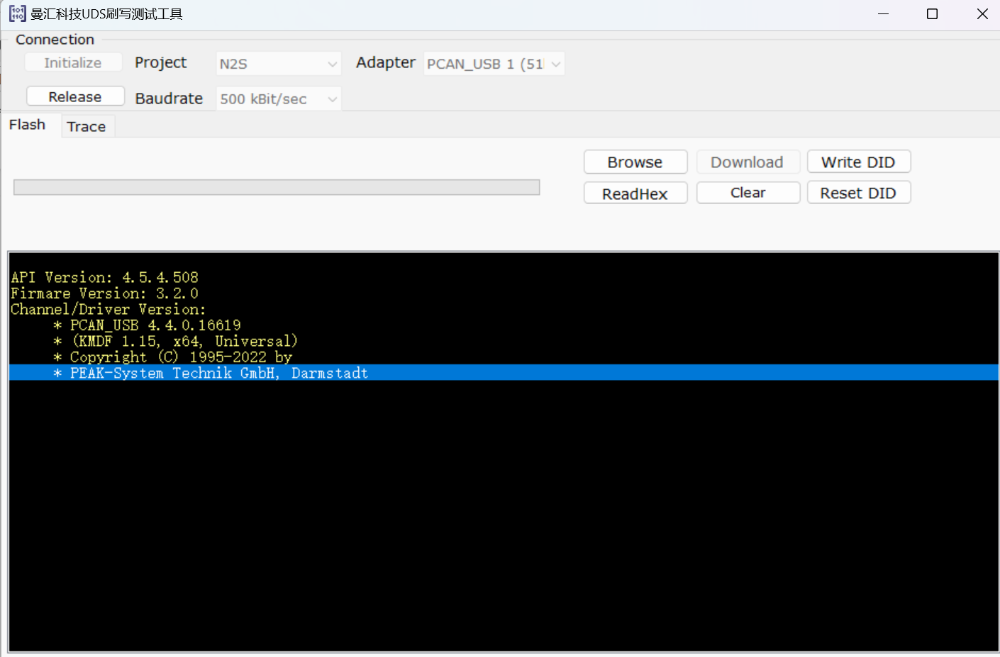 曼汇科技UDS刷写测试工具
Connection
Initialize Project N2S Adapter PCAN_USB 1 (51
Release Baudrate 500 kBit/sec
Flash Trace
Browse Download Write DID
ReadHex Clear Reset DID
API Version: 4.5.4.508
Firmare Version: 3.2.0
Channel/Driver Version:
* PCAN_USB 4.4.0.16619
* (KMDF 1.15, x64, Universal)
* Copyright (C) 1995-2022 by
* PEAK-System Technik GmbH, Darmstadt